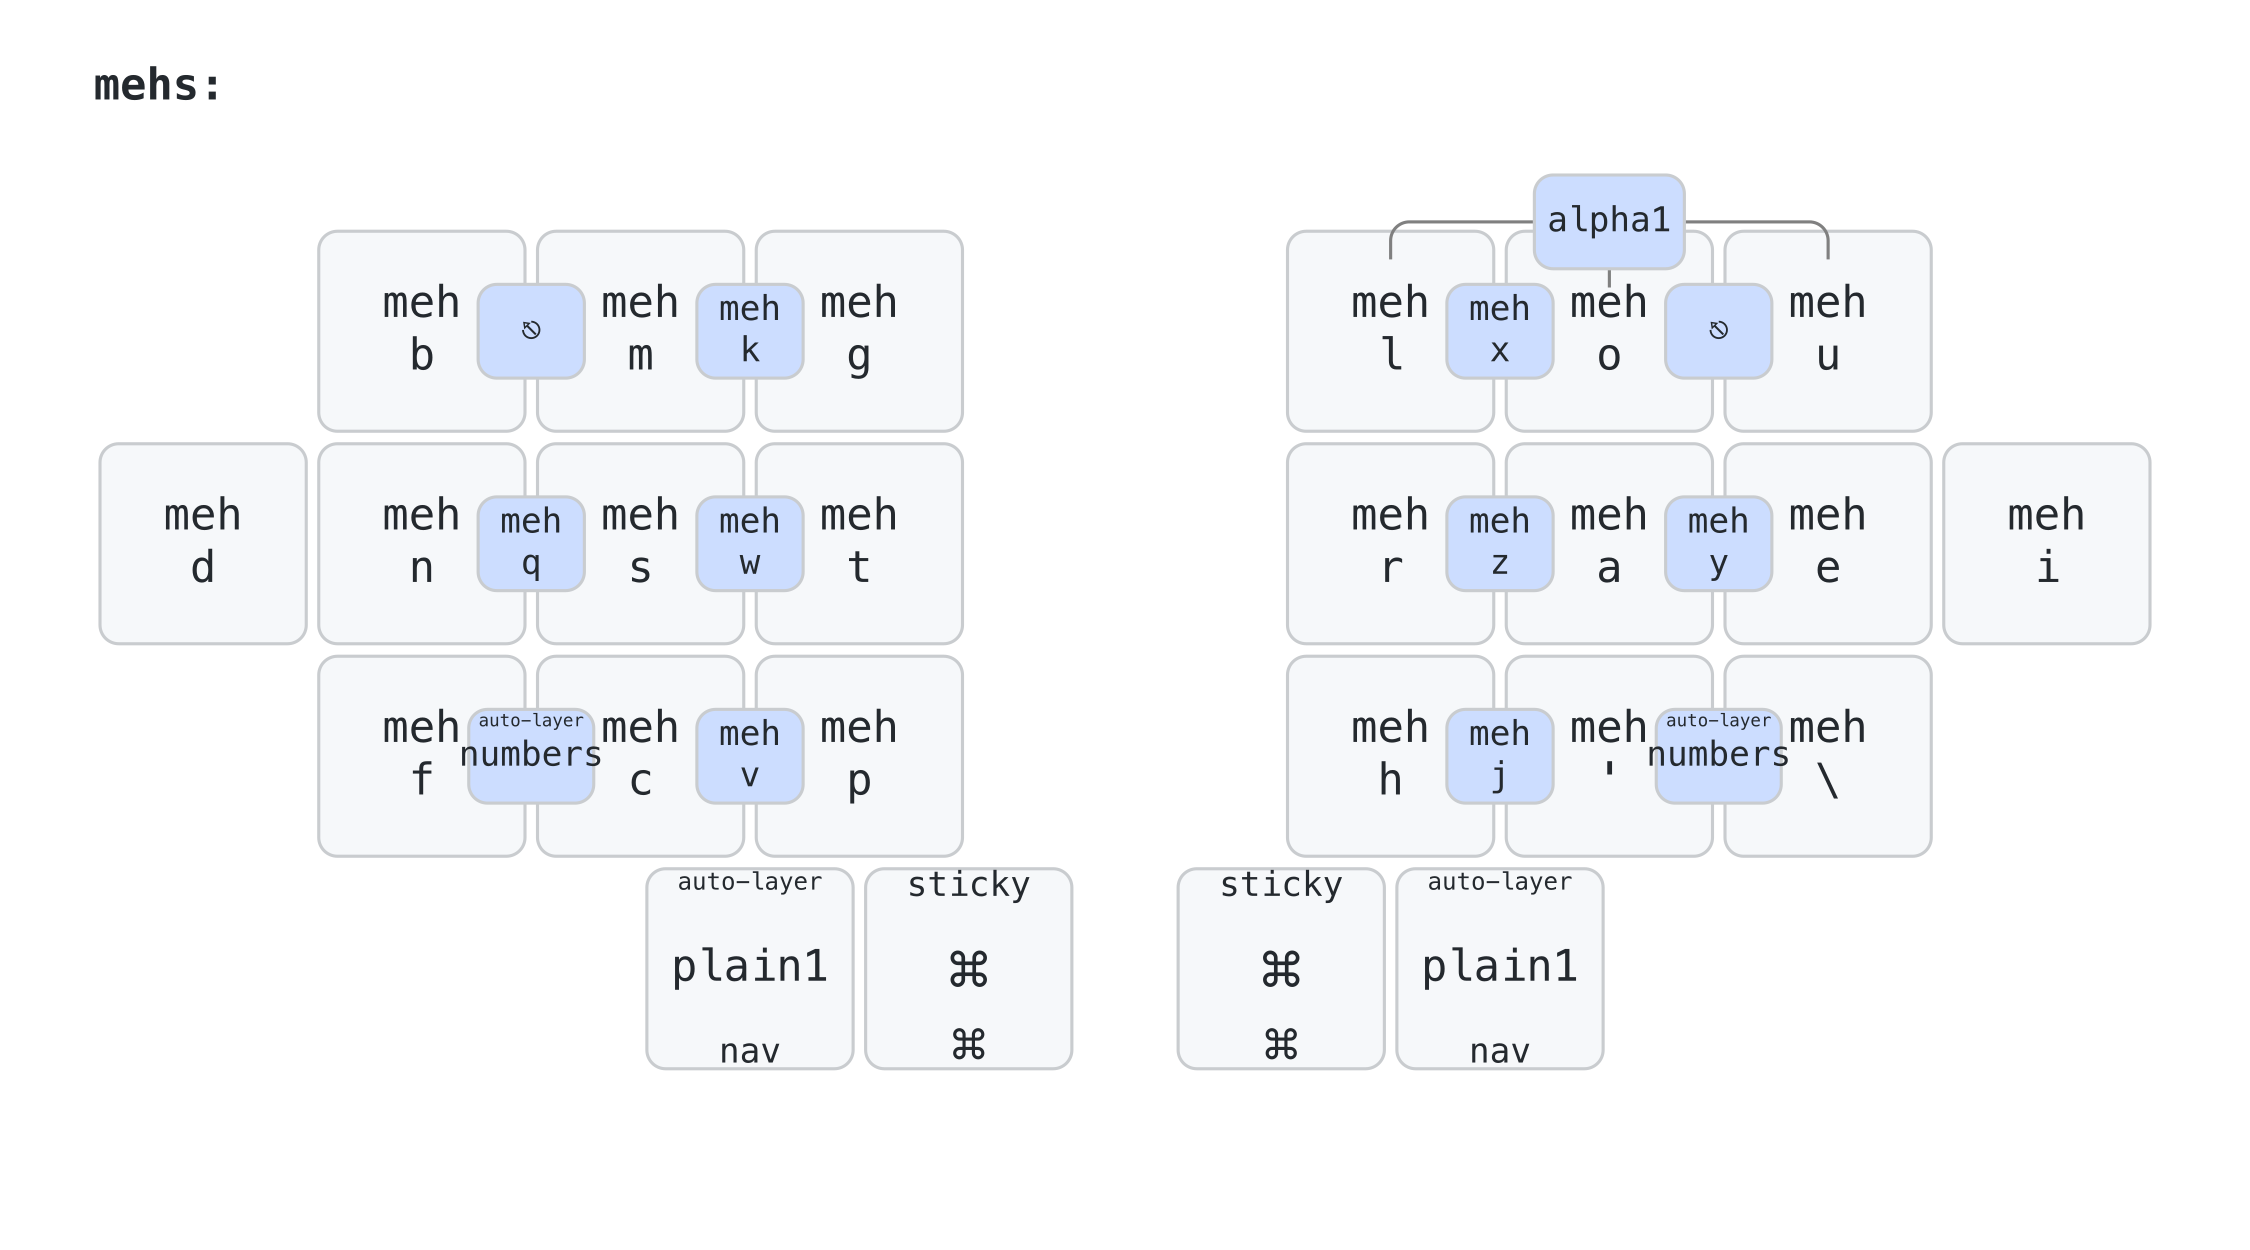 mehs:
alpha1
meh b
⎋
meh m
meh k
meh g
meh l
meh x
meh o
⎋
meh u
meh d
meh n
meh q
meh s
meh w
meh t
meh r
meh z
meh a
meh y
meh e
meh i
meh f
auto-layer
numbers
meh c
meh v
meh p
meh h
meh j
meh '
auto-layer
numbers
meh \
auto-layer
plain1
nav
sticky
⌘
⌘
sticky
⌘
⌘
auto-layer
plain1
nav